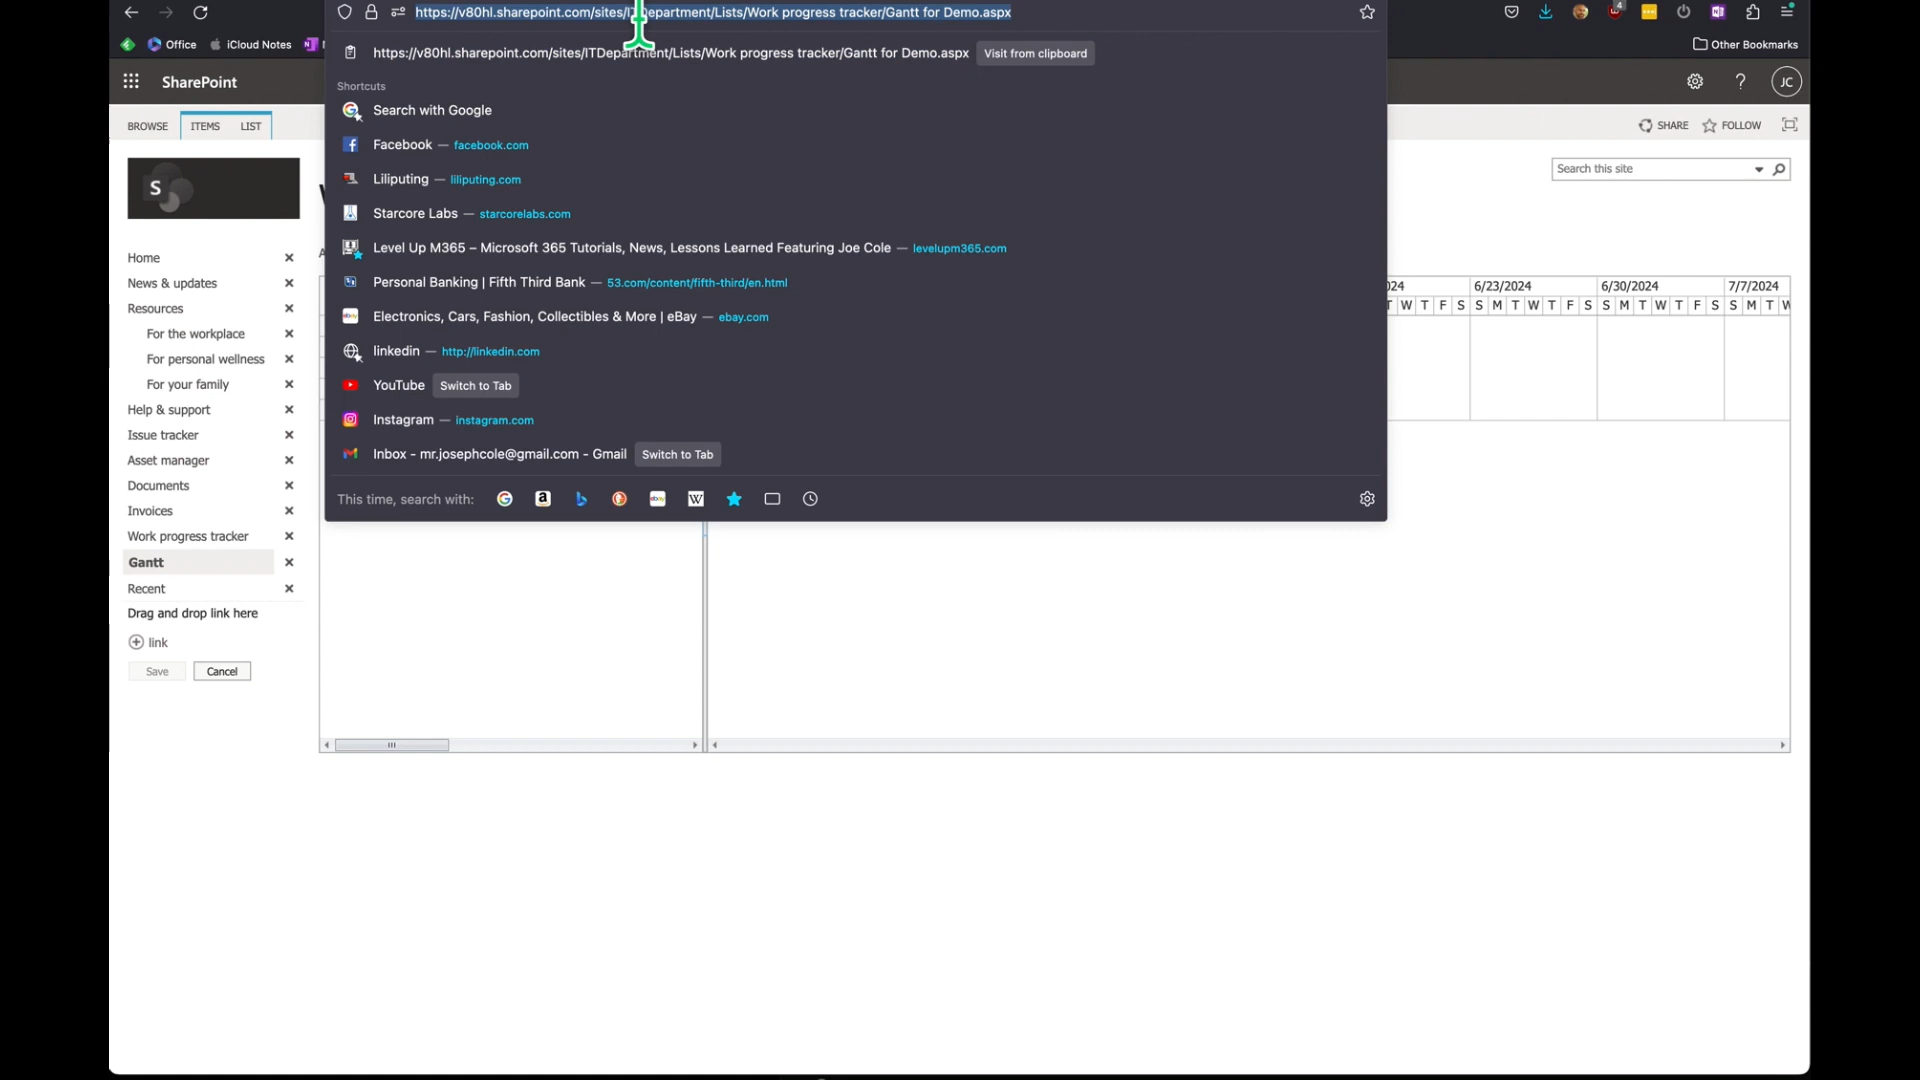 https://v80hl.sharepoint.com/sites/ITDepartment/Lists/Work progress tracker/Gantt for Demo.aspx
4
Office
iCloud Notes
Other Bookmarks
https://v80hl.sharepoint.com/sites/ITDepartment/Lists/Work progress tracker/Gantt for Demo.aspx
Visit from clipboard
SharePoint
?
JC
Shortcuts
Search with Google
Facebook — facebook.com
Liliputing — liliputing.com
Starcore Labs — starcorelabs.com
Level Up M365 – Microsoft 365 Tutorials, News, Lessons Learned Featuring Joe Cole — levelupm365.com
Personal Banking | Fifth Third Bank — 53.com/content/fifth-third/en.html
Electronics, Cars, Fashion, Collectibles & More | eBay — ebay.com
linkedin — http://linkedin.com
YouTube Switch to Tab
Instagram — instagram.com
Inbox - mr.josephcole@gmail.com - Gmail Switch to Tab
This time, search with:
BROWSE ITEMS LIST
SHARE FOLLOW
Search this site
S
Home
News & updates
Resources
For the workplace
For personal wellness
For your family
Help & support
Issue tracker
Asset manager
Documents
Invoices
Work progress tracker
Gantt
Recent
Drag and drop link here
link
Save Cancel
024 6/23/2024 6/30/2024 7/7/2024
T W T F S S M T W T F S S M T W T F S S M T W